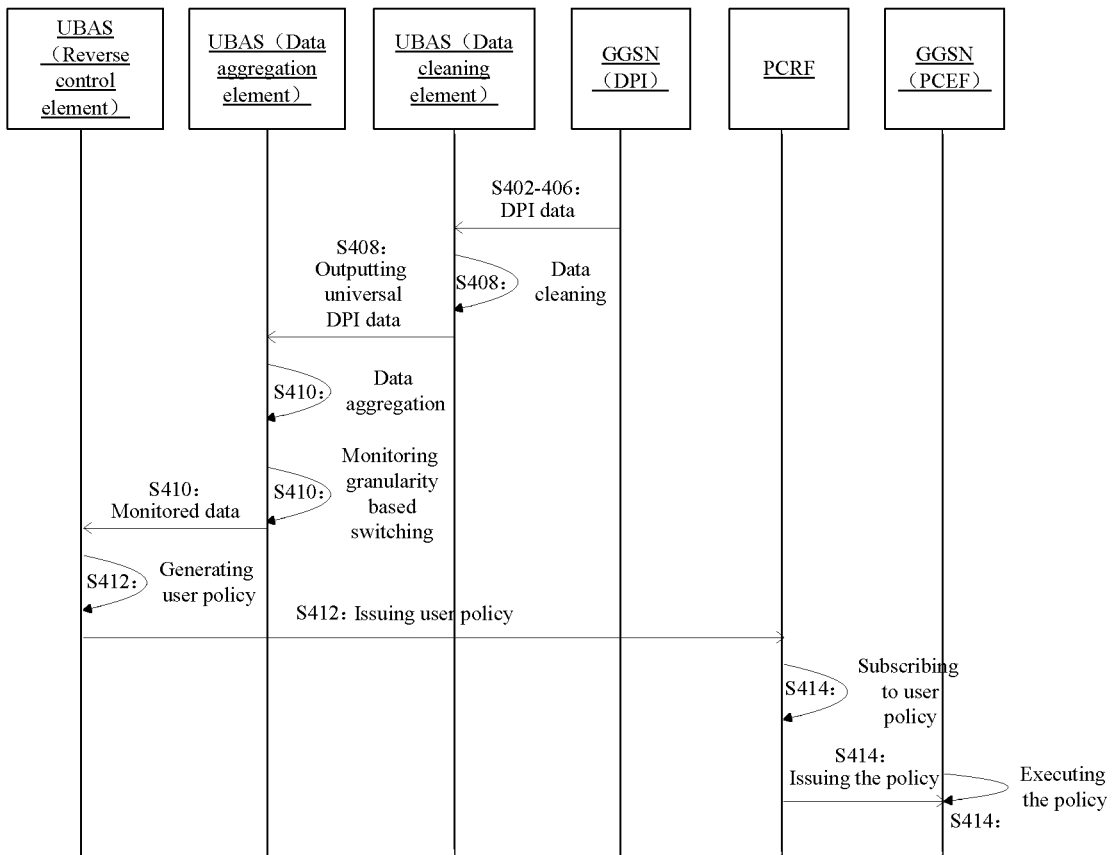 UBAS
（Reverse
control
element）
UBAS（Data
aggregation
element）
UBAS（Data
cleaning
element）
GGSN
（DPI）
PCRF
GGSN
（PCEF）
S402-406：
DPI data
S408：
Data
cleaning
S408：
Outputting
universal
DPI data
S410：
Data
aggregation
S410：
Monitoring
granularity
based
switching
S410：
Monitored data
S412：
Generating
user policy
S412：Issuing user policy
S414：
Subscribing
to user
policy
S414：
Issuing the policy
Executing
the policy
S414：